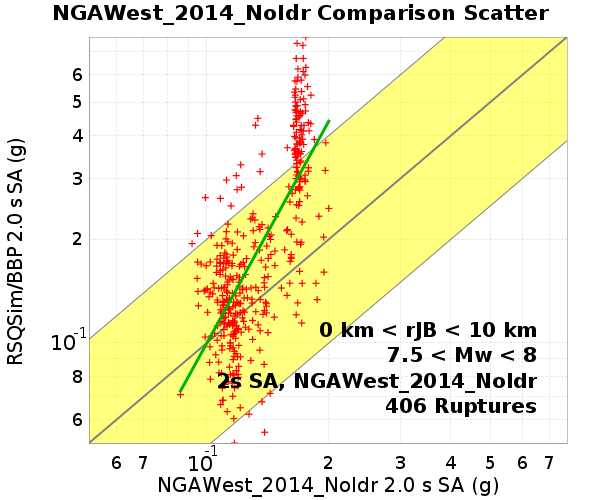 NGAWest_2014_NoIdr Comparison Scatter
RSQSim/BBP 2.0 s SA (g)
6
5
4
3
2
10^-1
8
6
0 km < rJB < 10 km
7.5 < Mw < 8
2s SA, NGAWest_2014_NoIdr
406 Ruptures
6 7 10^-1 2 3 4 5 6 7
NGAWest_2014_NoIdr 2.0 s SA (g)